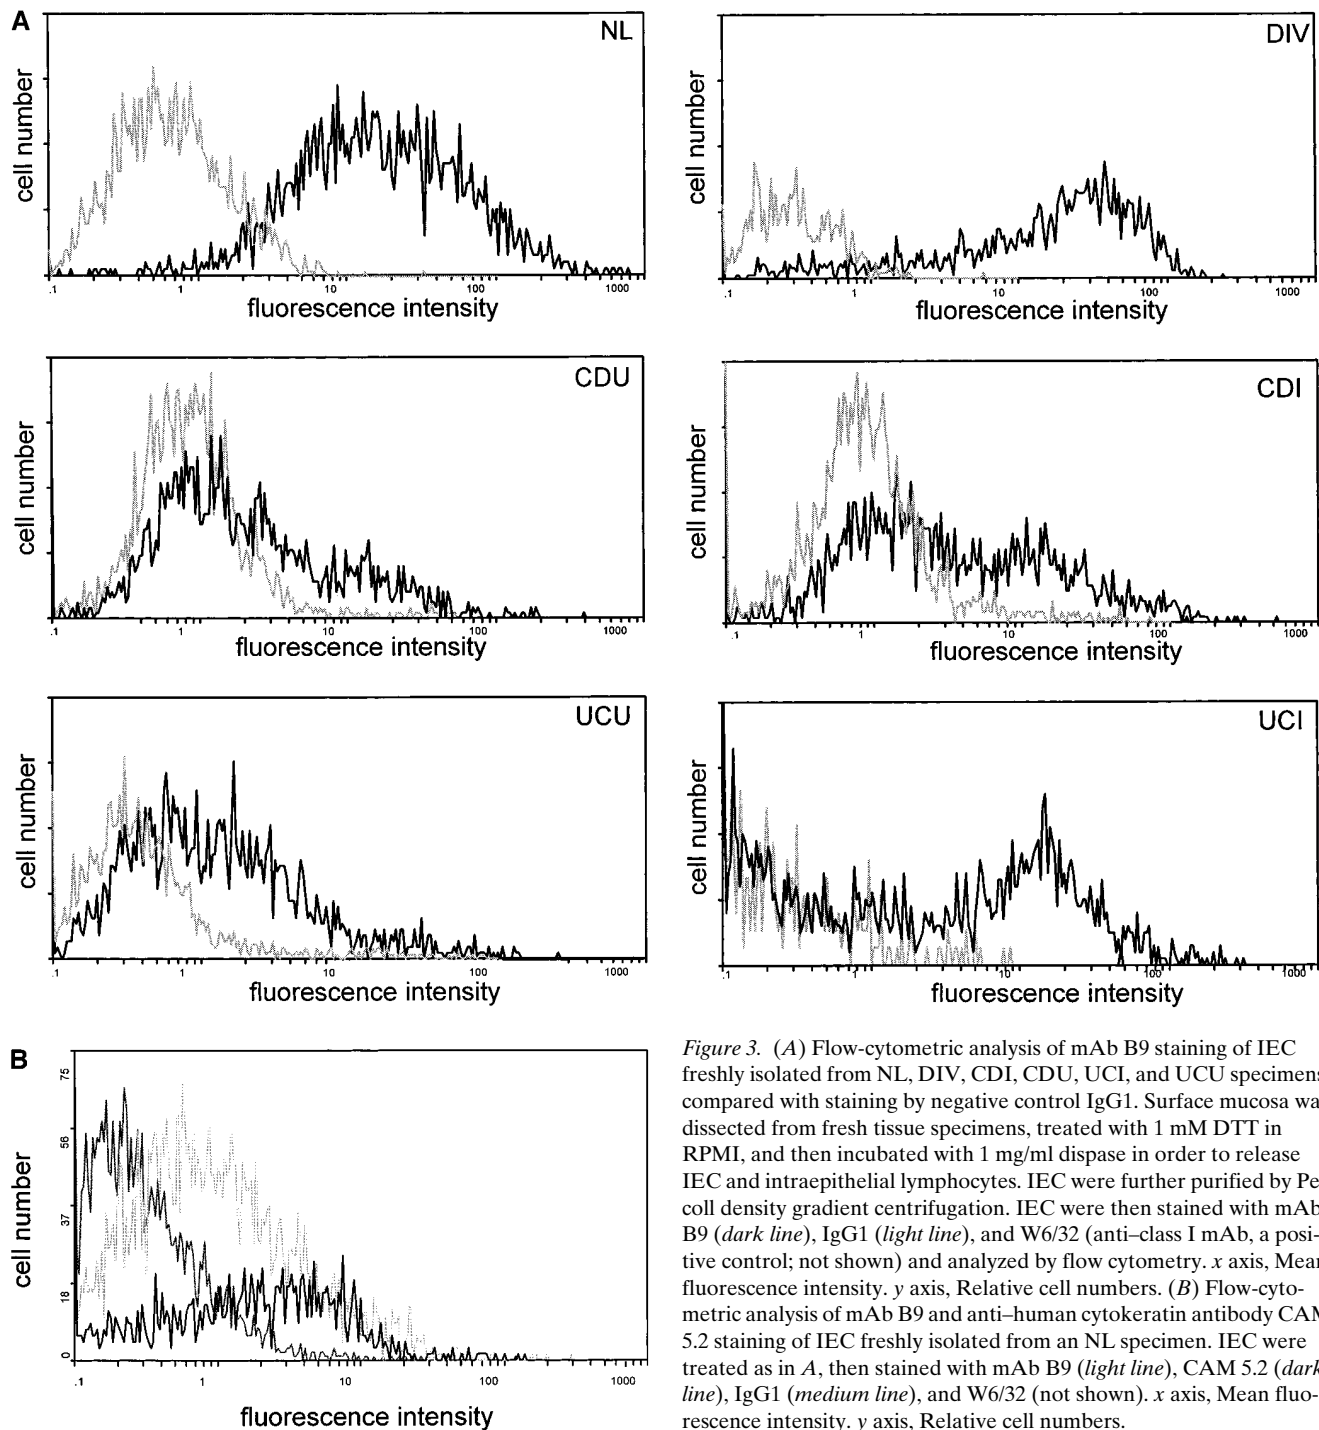 A
NL
cell number
.1 1 10 100 1000
fluorescence intensity
DIV
cell number
.1 1 10 100 1000
fluorescence intensity
CDU
cell number
.1 1 10 100 1000
fluorescence intensity
CDI
cell number
.1 1 10 100 1000
fluorescence intensity
UCU
cell number
.1 1 10 100 1000
fluorescence intensity
UCI
cell number
.1 1 10 100 1000
fluorescence intensity
B
75
56
37
18
0
cell number
.1 1 10
fluorescence intensity
Figure 3. (A) Flow-cytometric analysis of mAb B9 staining of IEC
freshly isolated from NL, DIV, CDI, CDU, UCI, and UCU specimens
compared with staining by negative control IgG1. Surface mucosa wa
dissected from fresh tissue specimens, treated with 1 mM DTT in
RPMI, and then incubated with 1 mg/ml dispase in order to release
IEC and intraepithelial lymphocytes. IEC were further purified by Pe
coll density gradient centrifugation. IEC were then stained with mAb
B9 (dark line), IgG1 (light line), and W6/32 (anti–class I mAb, a posi-
tive control; not shown) and analyzed by flow cytometry. x axis, Mean
fluorescence intensity. y axis, Relative cell numbers. (B) Flow-cyto-
metric analysis of mAb B9 and anti–human cytokeratin antibody CAM
5.2 staining of IEC freshly isolated from an NL specimen. IEC were
treated as in A, then stained with mAb B9 (light line), CAM 5.2 (dark
line), IgG1 (medium line), and W6/32 (not shown). x axis, Mean fluo-
rescence intensity. y axis, Relative cell numbers.